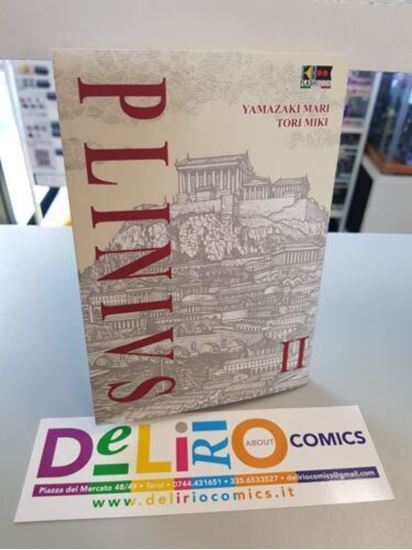 FLASHBOOK
YAMAZAKI MARI
TORI MIKI
PLINIVS
II
DeLiRiO
ABOUT
COMICS
Piazza del Mercato 48/49 • Terni • 0744.431651 • 335.6533527 • deliriocomics@gmail.com
www.deliriocomics.it